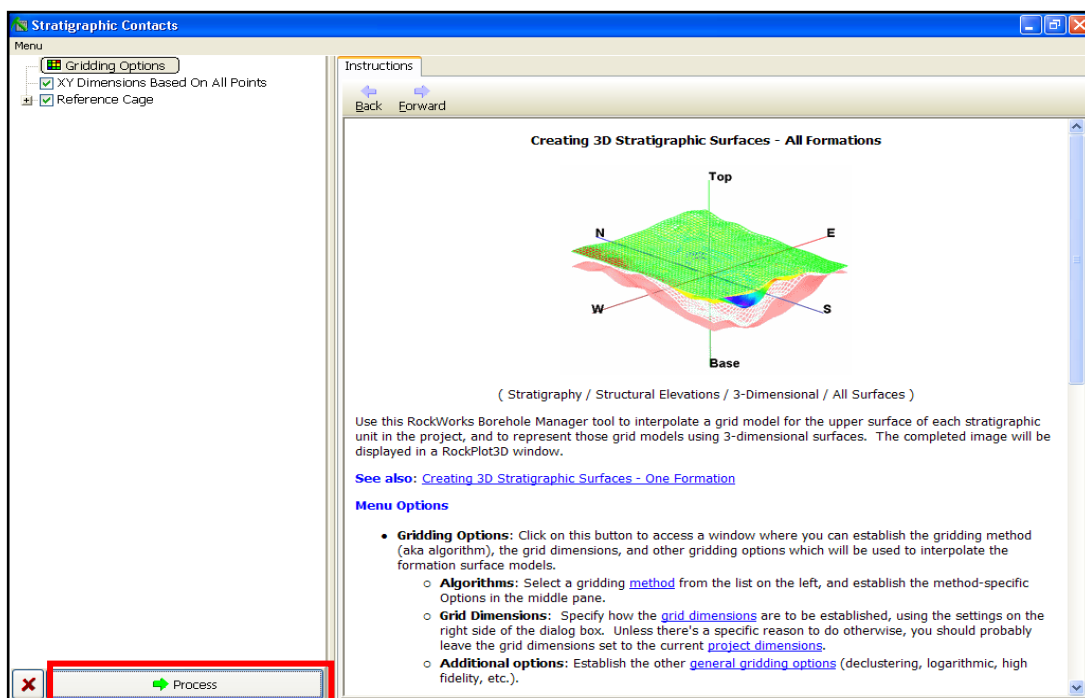 Stratigraphic Contacts
Menu
Gridding Options
XY Dimensions Based On All Points
Reference Cage
Process
Instructions
Back Forward
Creating 3D Stratigraphic Surfaces - All Formations
Top
N
E
W
S
Base
( Stratigraphy / Structural Elevations / 3-Dimensional / All Surfaces )
Use this RockWorks Borehole Manager tool to interpolate a grid model for the upper surface of each stratigraphic
unit in the project, and to represent those grid models using 3-dimensional surfaces. The completed image will be
displayed in a RockPlot3D window.
See also: Creating 3D Stratigraphic Surfaces - One Formation
Menu Options
• Gridding Options: Click on this button to access a window where you can establish the gridding method
(aka algorithm), the grid dimensions, and other gridding options which will be used to interpolate the
formation surface models.
o Algorithms: Select a gridding method from the list on the left, and establish the method-specific
Options in the middle pane.
o Grid Dimensions: Specify how the grid dimensions are to be established, using the settings on the
right side of the dialog box. Unless there's a specific reason to do otherwise, you should probably
leave the grid dimensions set to the current project dimensions.
o Additional options: Establish the other general gridding options (declustering, logarithmic, high
fidelity, etc.).